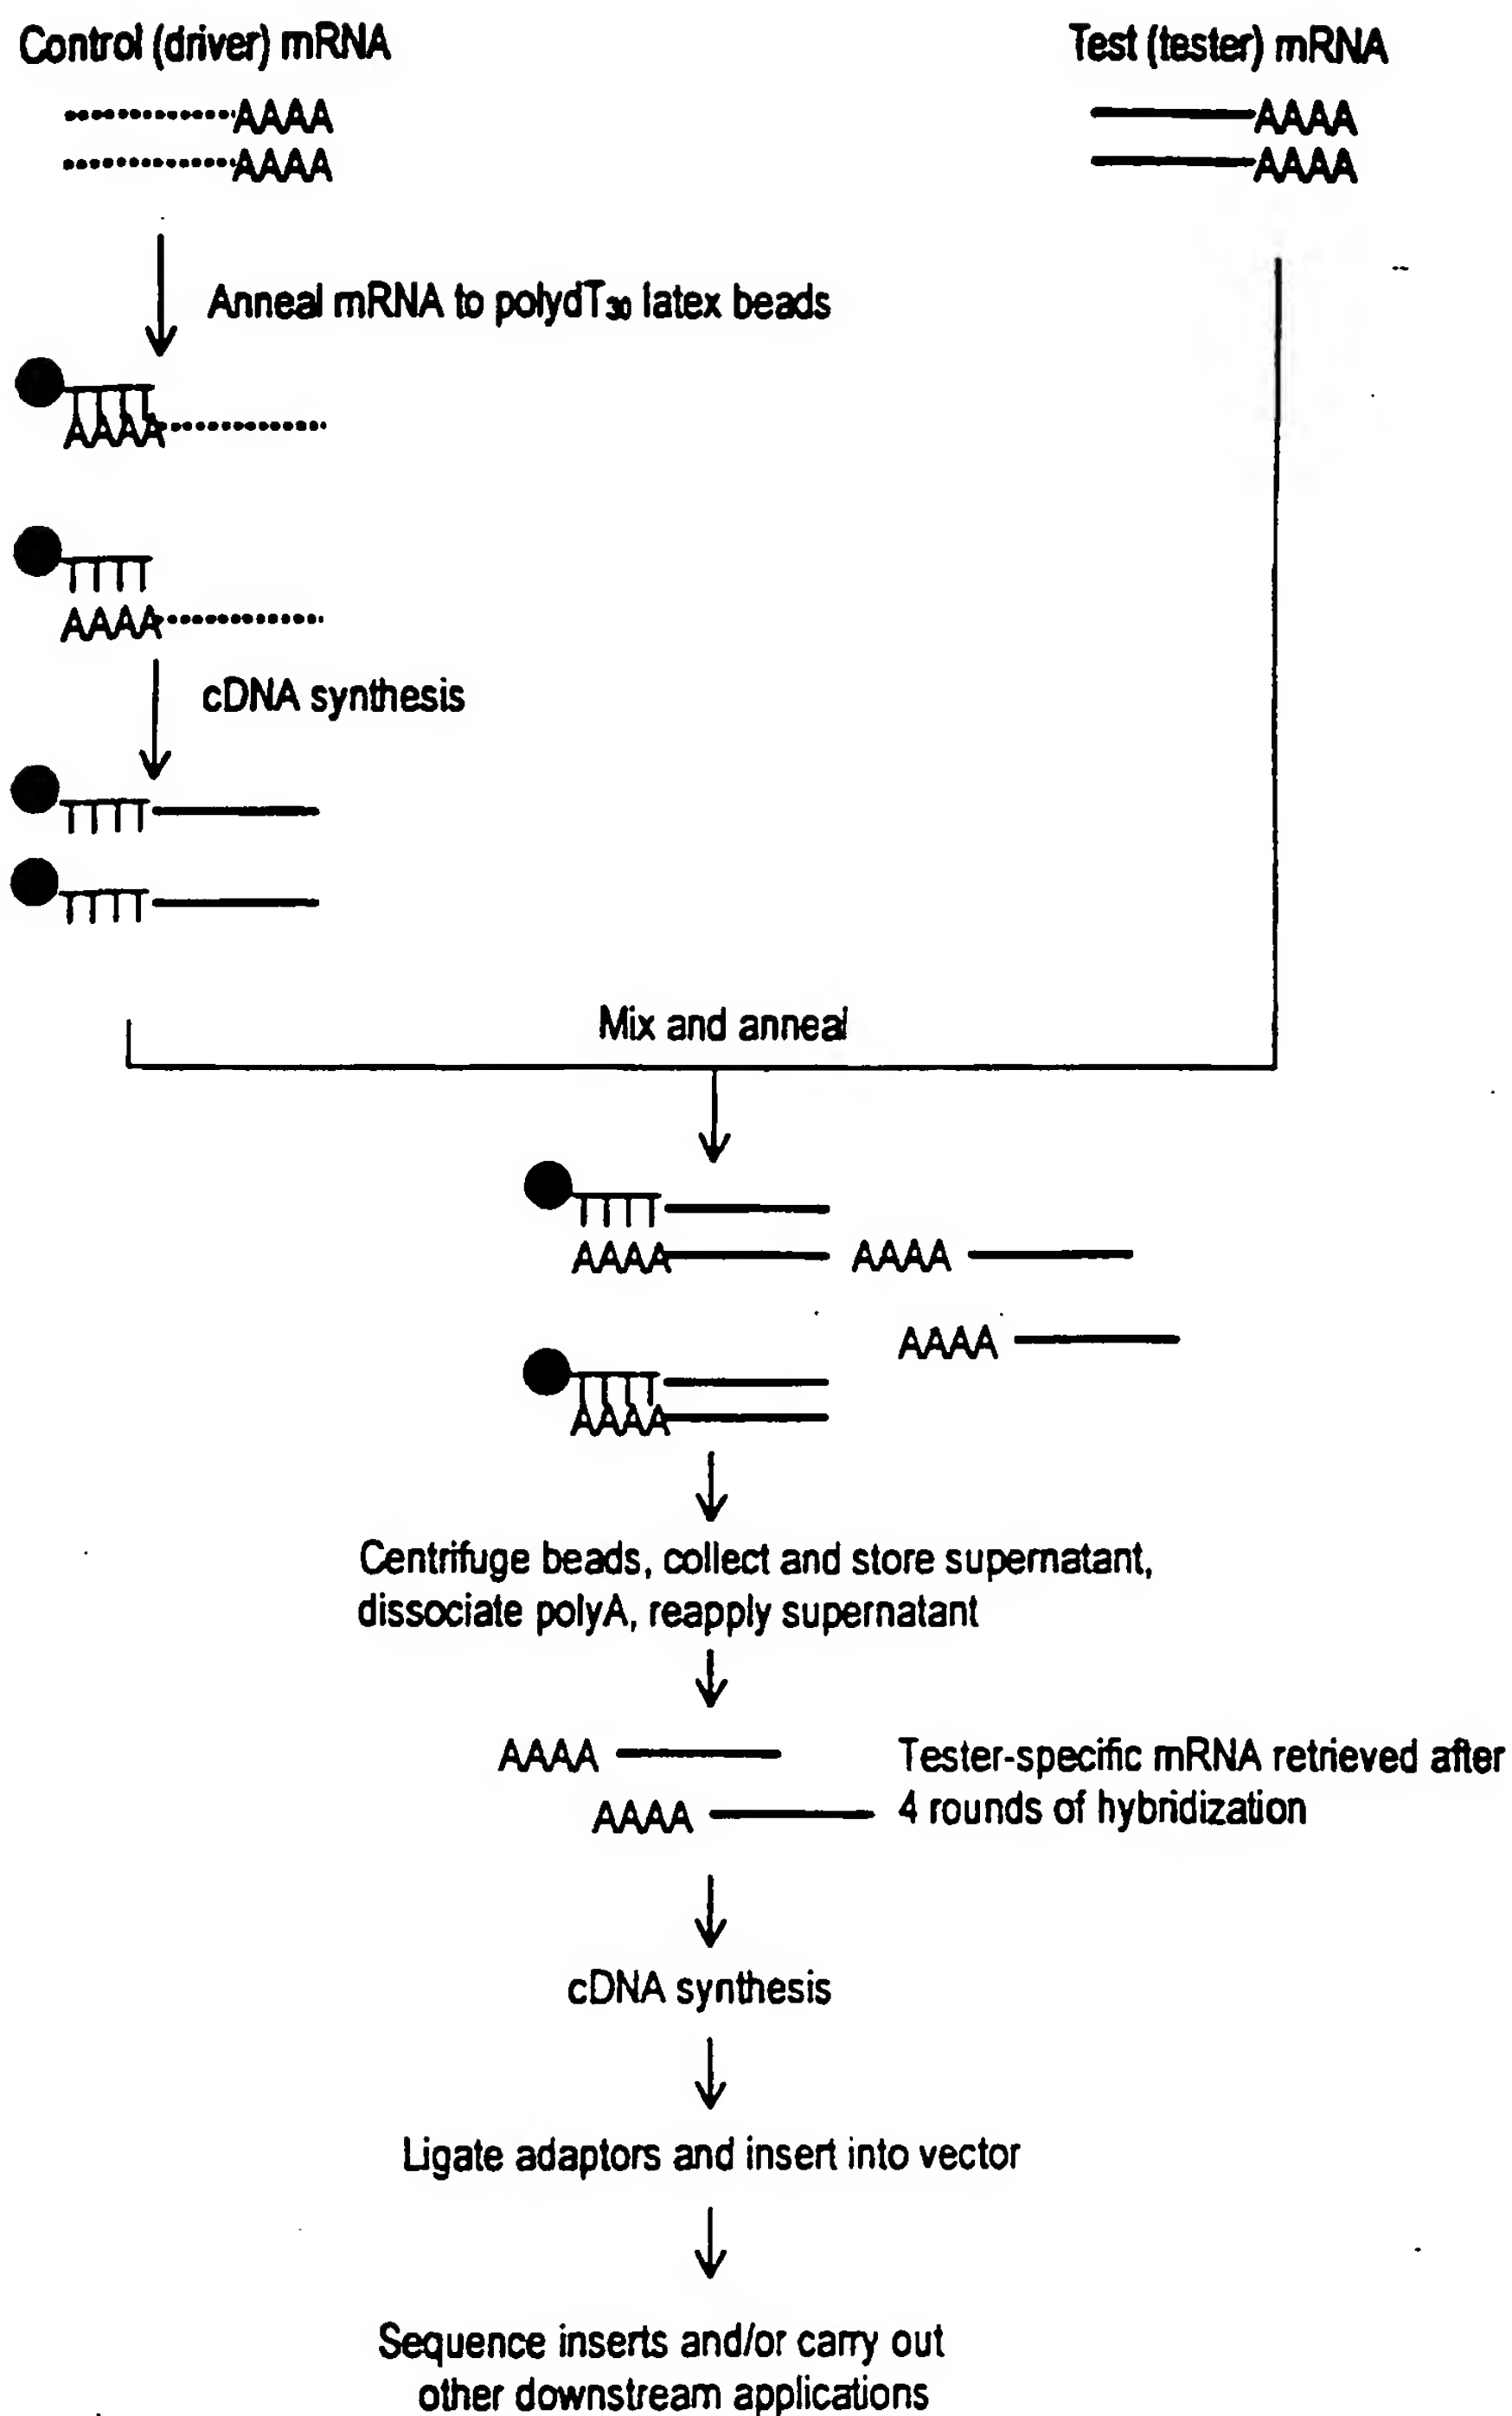 Control (driver) mRNA
Test (tester) mRNA
AAAA
AAAA
AAAA
AAAA
Anneal mRNA to polydT30 latex beads
TTTT
AAAA
TTTT
AAAA
cDNA synthesis
TTTT
TTTT
Mix and anneal
TTTT
AAAA AAAA
AAAA
TTTT
AAAA
Centrifuge beads, collect and store supernatant,
dissociate polyA, reapply supernatant
AAAA
Tester-specific mRNA retrieved after
AAAA
4 rounds of hybridization
cDNA synthesis
Ligate adaptors and insert into vector
Sequence inserts and/or carry out
other downstream applications